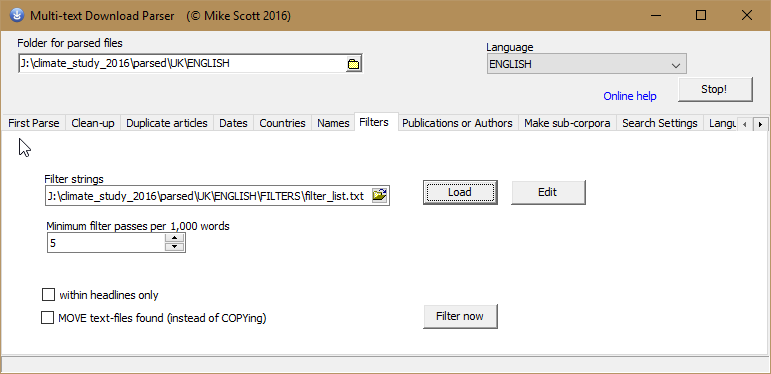 Multi-text Download Parser (© Mike Scott 2016)
Folder for parsed files
Language
J:\climate_study_2016\parsed\UK\ENGLISH
ENGLISH
Online help
Stop!
First Parse Clean-up Duplicate articles Dates Countries Names Filters Publications or Authors Make sub-corpora Search Settings Langu
Filter strings
J:\climate_study_2016\parsed\UK\ENGLISH\FILTERS\filter_list.txt
Load
Edit
Minimum filter passes per 1,000 words
5
within headlines only
MOVE text-files found (instead of COPYing)
Filter now